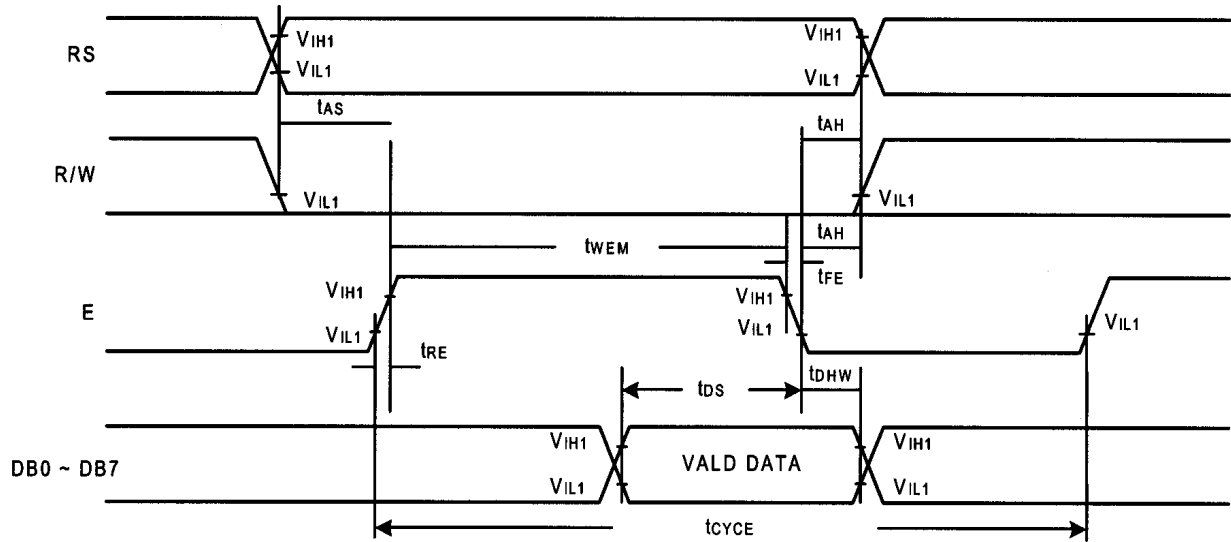 RS
VIH1
VIL1
VIH1
VIL1
tAS
tAH
R/W
VIL1
VIL1
tWEM
tAH
tFE
E
VIH1
VIL1
VIH1
VIL1
VIL1
tRE
tDS
tDHW
DB0 ~ DB7
VIH1
VIL1
VALD DATA
VIH1
VIL1
tCYCE